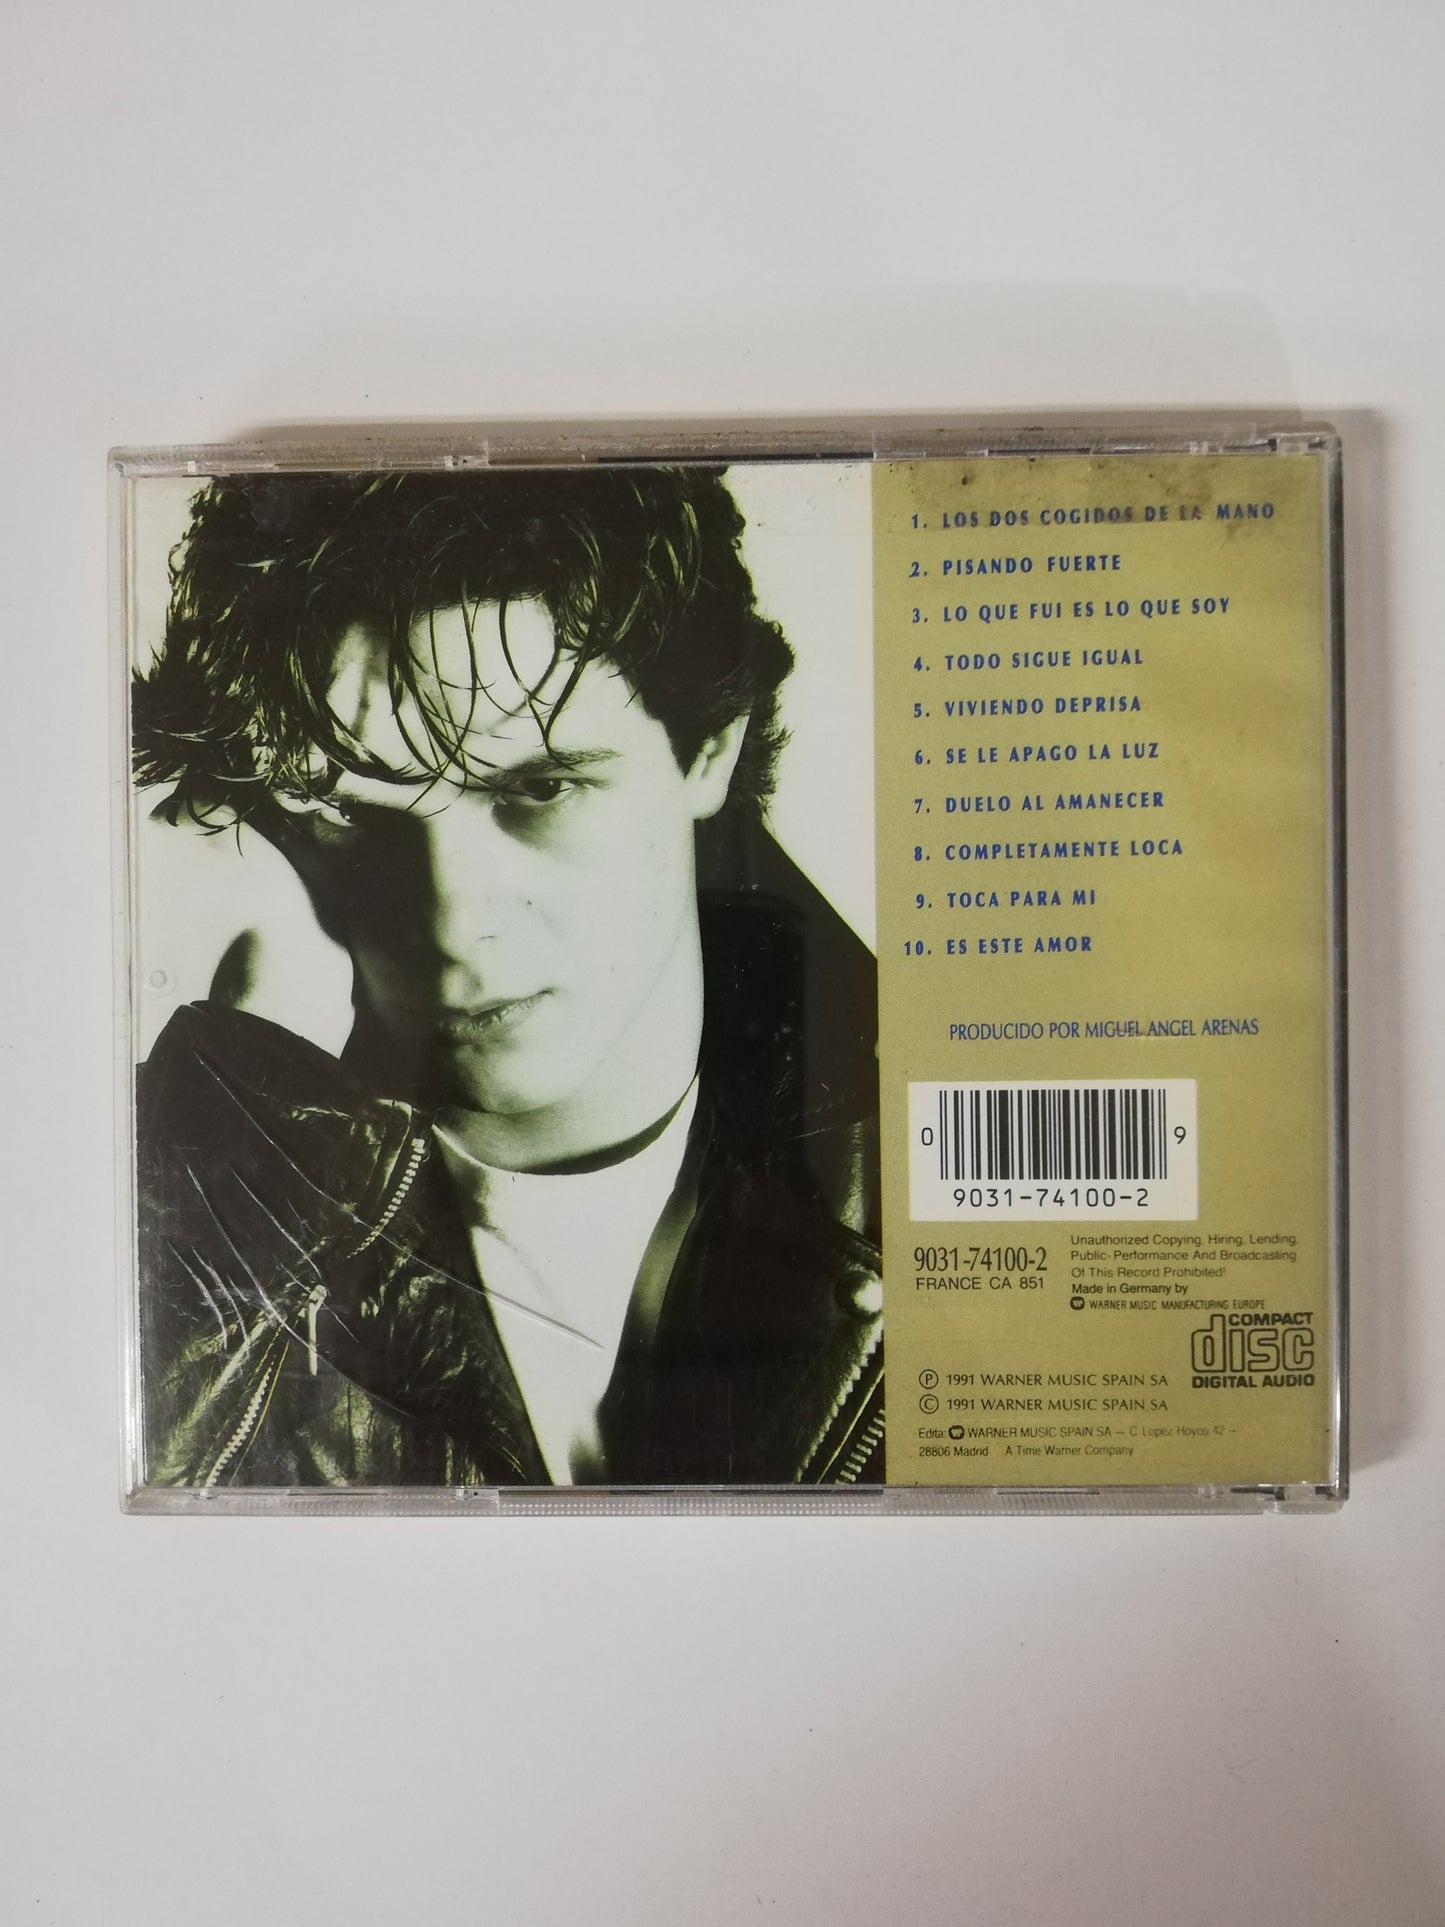 1. LOS DOS COGIDOS DE LA MANO
2. PISANDO FUERTE
3. LO QUE FUI ES LO QUE SOY
4. TODO SIGUE IGUAL
5. VIVIENDO DEPRISA
6. SE LE APAGO LA LUZ
7. DUELO AL AMANECER
8. COMPLETAMENTE LOCA
9. TOCA PARA MI
10. ES ESTE AMOR
PRODUCIDO POR MIGUEL ANGEL ARENAS
0 9
9031-74100-2
9031-74100-2
FRANCE CA 851
Unauthorized Copying, Hiring, Lending,
Public-Performance And Broadcasting
Of This Record Prohibited!
Made in Germany by
WARNER MUSIC MANUFACTURING EUROPE
COMPACT
disc
DIGITAL AUDIO
Ⓟ 1991 WARNER MUSIC SPAIN SA
© 1991 WARNER MUSIC SPAIN SA
Edita: WARNER MUSIC SPAIN SA – C Lopez Hoyos 42 –
28806 Madrid A Time Warner Company